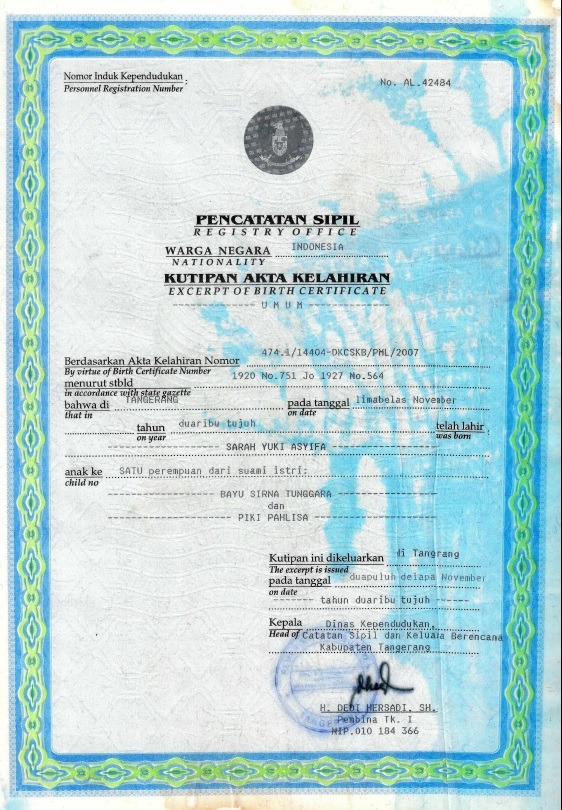 Nomor Induk Kependudukan :
Personnel Registration Number
No. AL.42484
PENCATATAN SIPIL
REGISTRY OFFICE
WARGA NEGARA INDONESIA
NATIONALITY
KUTIPAN AKTA KELAHIRAN
EXCERPT OF BIRTH CERTIFICATE
UMUM
Berdasarkan Akta Kelahiran Nomor 474.1/14404-DKCSKB/PML/2007
By virtue of Birth Certificate Number
menurut stbld 1920 No.751 Jo 1927 No.564
in accordance with state gazette
bahwa di TANGERANG pada tanggal limabelas November
that in on date
tahun duaribu tujuh telah lahir
on year was born
SARAH YUKI ASYIFA
anak ke SATU perempuan dari suami istri:
child no
BAYU SIRNA TUNGGARA
dan
PIKI PAHLISA
Kutipan ini dikeluarkan di Tangrang
The excerpt is issued
pada tanggal duapuluh delapa November
on date
tahun duaribu tujuh
Kepala Dinas Kependudukan,
Head of Catatan Sipil dan Keluara Berencana
Kabupaten Tangerang
H. DEDI HERSADI, SH.
Pembina Tk. I
NIP.010 184 366